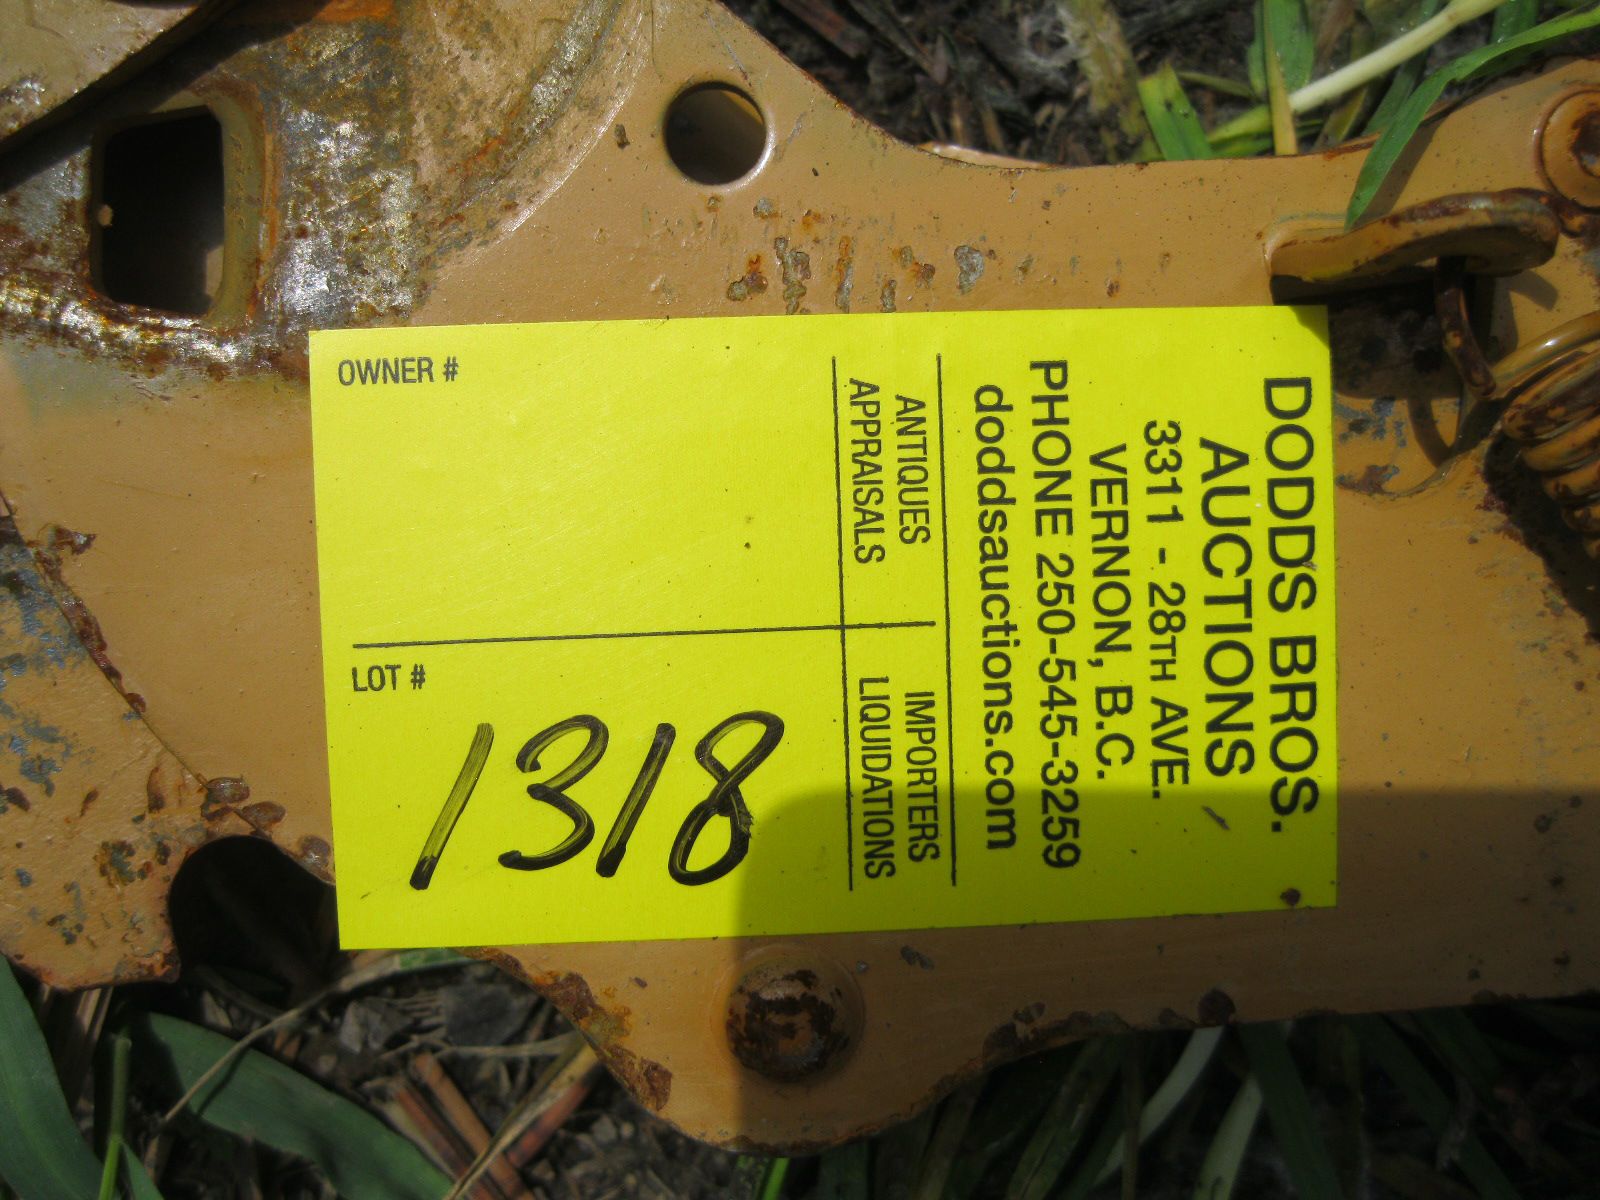 DODDS BROS.
AUCTIONS
3311 - 28TH AVE.
VERNON, B.C.
PHONE 250-545-3259
doddsauctions.com
ANTIQUES IMPORTERS
APPRAISALS LIQUIDATIONS
OWNER #
LOT #
1318